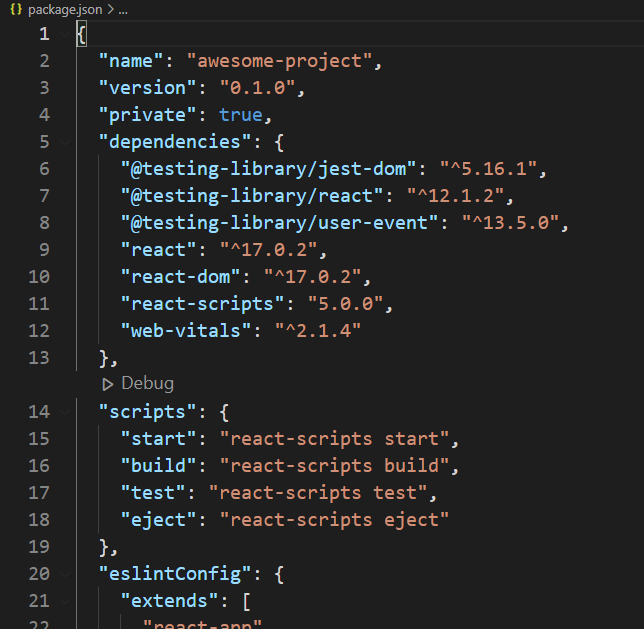 {} package.json > ...
1 {
2 "name": "awesome-project",
3 "version": "0.1.0",
4 "private": true,
5 "dependencies": {
6 "@testing-library/jest-dom": "^5.16.1",
7 "@testing-library/react": "^12.1.2",
8 "@testing-library/user-event": "^13.5.0",
9 "react": "^17.0.2",
10 "react-dom": "^17.0.2",
11 "react-scripts": "5.0.0",
12 "web-vitals": "^2.1.4"
13 },
Debug
14 "scripts": {
15 "start": "react-scripts start",
16 "build": "react-scripts build",
17 "test": "react-scripts test",
18 "eject": "react-scripts eject"
19 },
20 "eslintConfig": {
21 "extends": [
22 "react-app"